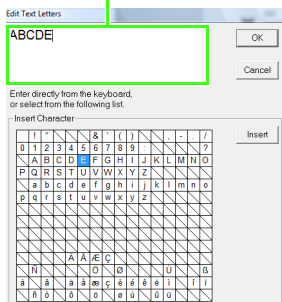 Edit Text Letters
ABCDE
OK
Cancel
Enter directly from the keyboard,
or select from the following list.
Insert Character
Insert
! " & ' ( ) , - . /
0 1 2 3 4 5 6 7 8 9 : ?
A B C D E F G H I J K L M N O
P Q R S T U V W X Y Z
a b c d e f g h i j k l m n o
p q r s t u v w x y z
Ä Å Æ Ç
Ñ Ö Ø Ü ß
à â ä å æ ç è é ê ë ì î ï
ñ ò ô ö ø ù û ü